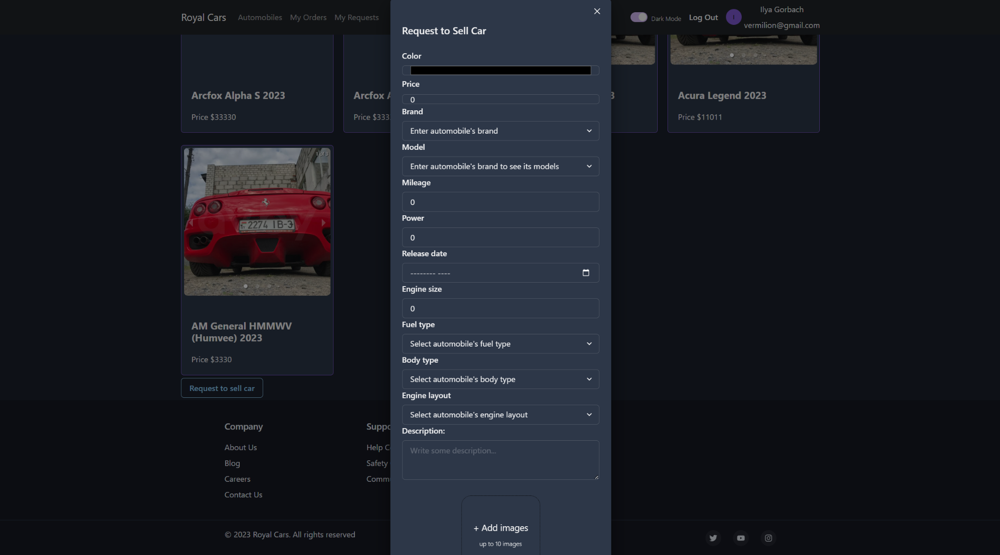 Royal Cars
Automobiles
My Orders
My Requests
Dark Mode
Log Out
I
Ilya Gorbach
vermilion@gmail.com
Arcfox Alpha S 2023
Price $33330
Arcfox
Price $333
3
Acura Legend 2023
Price $11011
1 of 3
2274 IB-3
BY
AM General HMMWV
(Humvee) 2023
Price $3330
Request to sell car
Request to Sell Car
Color
Price
0
Brand
Enter automobile's brand
Model
Enter automobile's brand to see its models
Mileage
0
Power
0
Release date
-------- ----
Engine size
0
Fuel type
Select automobile's fuel type
Body type
Select automobile's body type
Engine layout
Select automobile's engine layout
Description:
Write some description...
+ Add images
up to 10 images
Company
About Us
Blog
Careers
Contact Us
Suppo
Help C
Safety
Comm
© 2023 Royal Cars. All rights reserved